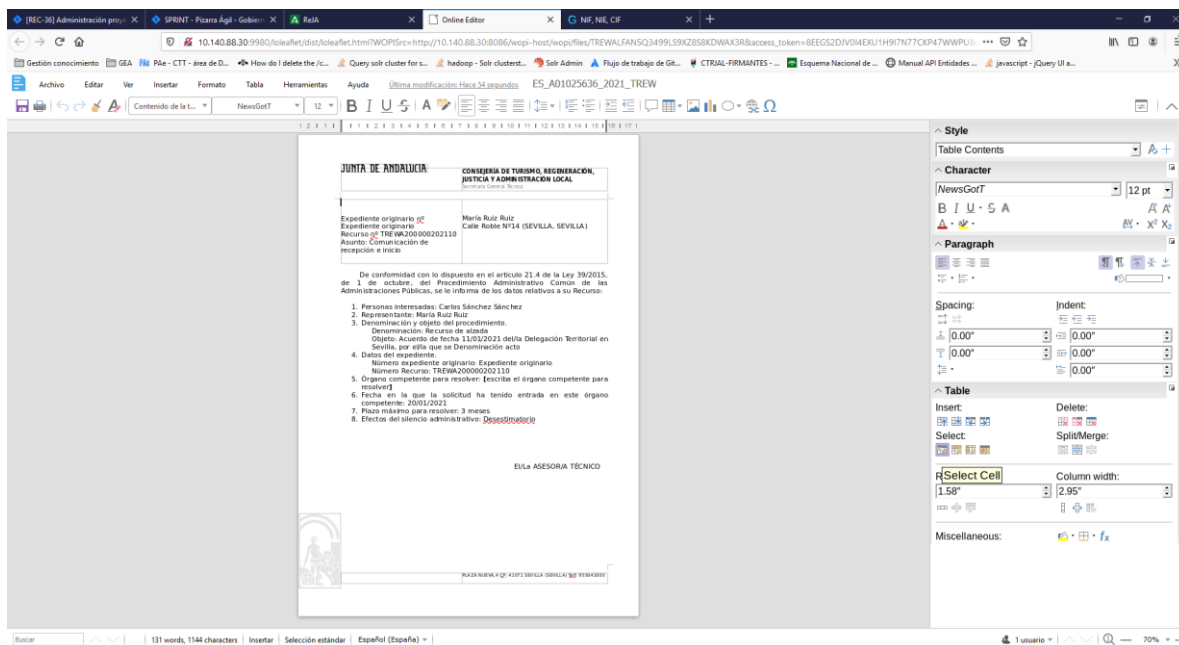 [REC-36] Administración proye
SPRINT - Pizarra Ágil - Gobiern
ReJA
Online Editor
NIF, NIE, CIF
10.140.88.30:9980/loleaflet/dist/loleaflet.html?WOPISrc=http://10.140.88.30:8086/wopi-host/wopi/files/TREWALFAN5Q3499LS9XZ8S8KDWAX3R&access_token=8EEGS2DJV0I4EXU1H9I7N77CKP47WWPU8
Gestión conocimiento
GEA
PAe - CTT - área de D...
How do I delete the /c...
Query solr cluster for s...
hadoop - Solr clusterst...
Solr Admin
Flujo de trabajo de Git...
CTRJAL-FIRMANTES - ...
Esquema Nacional de ...
Manual API Entidades ...
javascript - jQuery UI a...
Archivo Editar Ver Insertar Formato Tabla Herramientas Ayuda Última modificación: Hace 54 segundos ES_A01025636_2021_TREW
Contenido de la t... NewsGotT 12
JUNTA DE ANDALUCIA
CONSEJERÍA DE TURISMO, REGENERACIÓN,
JUSTICIA Y ADMINISTRACIÓN LOCAL
Secretaría General Técnica
Expediente originario nº
Expediente originario
Recurso nº TREWA200000202110
Asunto: Comunicación de
recepción e inicio
María Ruiz Ruiz
Calle Roble Nº14 (SEVILLA, SEVILLA)
De conformidad con lo dispuesto en el artículo 21.4 de la Ley 39/2015,
de 1 de octubre, del Procedimiento Administrativo Común de las
Administraciones Públicas, se le informa de los datos relativos a su Recurso:
1. Personas interesadas: Carlos Sánchez Sánchez
2. Representante: María Ruiz Ruiz
3. Denominación y objeto del procedimiento.
Denominación: Recurso de alzada
Objeto: Acuerdo de fecha 11/01/2021 del/la Delegación Territorial en
Sevilla, por el/la que se Denominación acto
4. Datos del expediente.
Número expediente originario: Expediente originario
Número Recurso: TREWA200000202110
5. Órgano competente para resolver: [escriba el órgano competente para
resolver]
6. Fecha en la que la solicitud ha tenido entrada en este órgano
competente: 20/01/2021
7. Plazo máximo para resolver: 3 meses
8. Efectos del silencio administrativo: Desestimatorio
El/La ASESOR/A TÉCNICO
PLAZA NUEVA,4 CP: 41071 SEVILLA (SEVILLA) Telf: 955041000
Style
Table Contents
Character
NewsGotT 12 pt
Paragraph
Spacing: Indent:
0.00" 0.00"
0.00" 0.00"
0.00"
Table
Insert: Delete:
Select: Split/Merge:
Select Cell
Column width:
1.58" 2.95"
Miscellaneous:
Buscar
131 words, 1144 characters Insertar Selección estándar Español (España)
1 usuario 70%